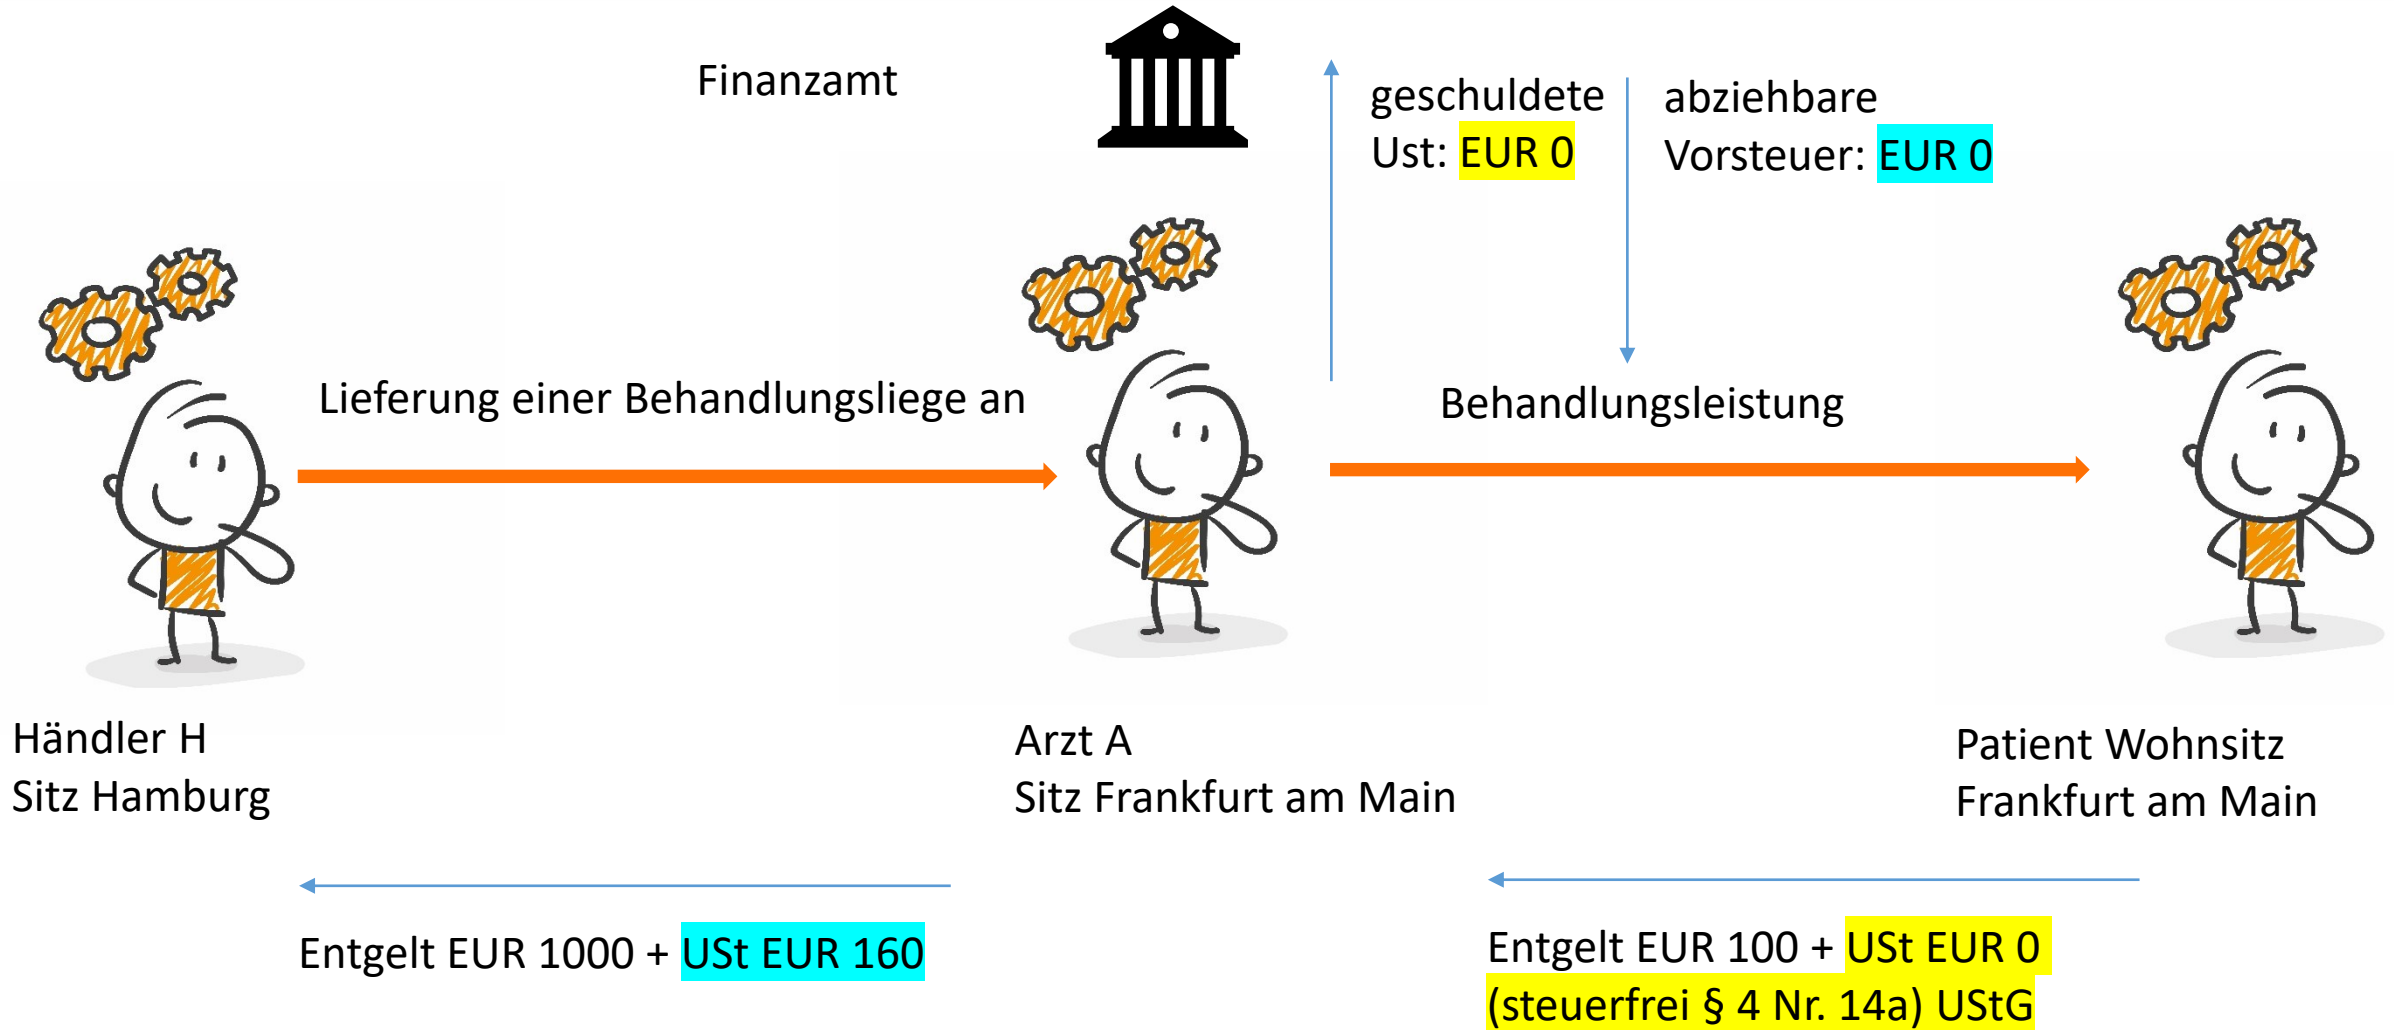 Finanzamt
geschuldete
Ust: EUR 0
abziehbare
Vorsteuer: EUR 0
Lieferung einer Behandlungsliege an
Behandlungsleistung
Händler H
Sitz Hamburg
Arzt A
Sitz Frankfurt am Main
Patient Wohnsitz
Frankfurt am Main
Entgelt EUR 1000 + USt EUR 160
Entgelt EUR 100 + USt EUR 0
(steuerfrei § 4 Nr. 14a) UStG